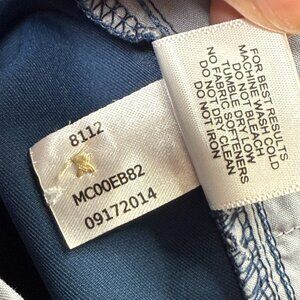 8112
MC00EB82
09172014
FOR BEST RESULTS
MACHINE WASH COLD
DO NOT BLEACH
TUMBLE DRY LOW
NO FABRIC SOFTENERS
DO NOT DRY CLEAN
DO NOT IRON